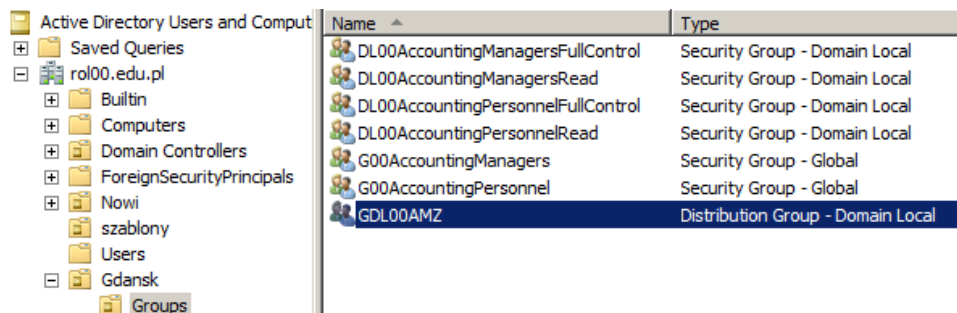 Active Directory Users and Comput
Saved Queries
rol00.edu.pl
Builtin
Computers
Domain Controllers
ForeignSecurityPrincipals
Nowi
szablony
Users
Gdansk
Groups
Name Type
DL00AccountingManagersFullControl Security Group - Domain Local
DL00AccountingManagersRead Security Group - Domain Local
DL00AccountingPersonnelFullControl Security Group - Domain Local
DL00AccountingPersonnelRead Security Group - Domain Local
G00AccountingManagers Security Group - Global
G00AccountingPersonnel Security Group - Global
GDL00AMZ Distribution Group - Domain Local